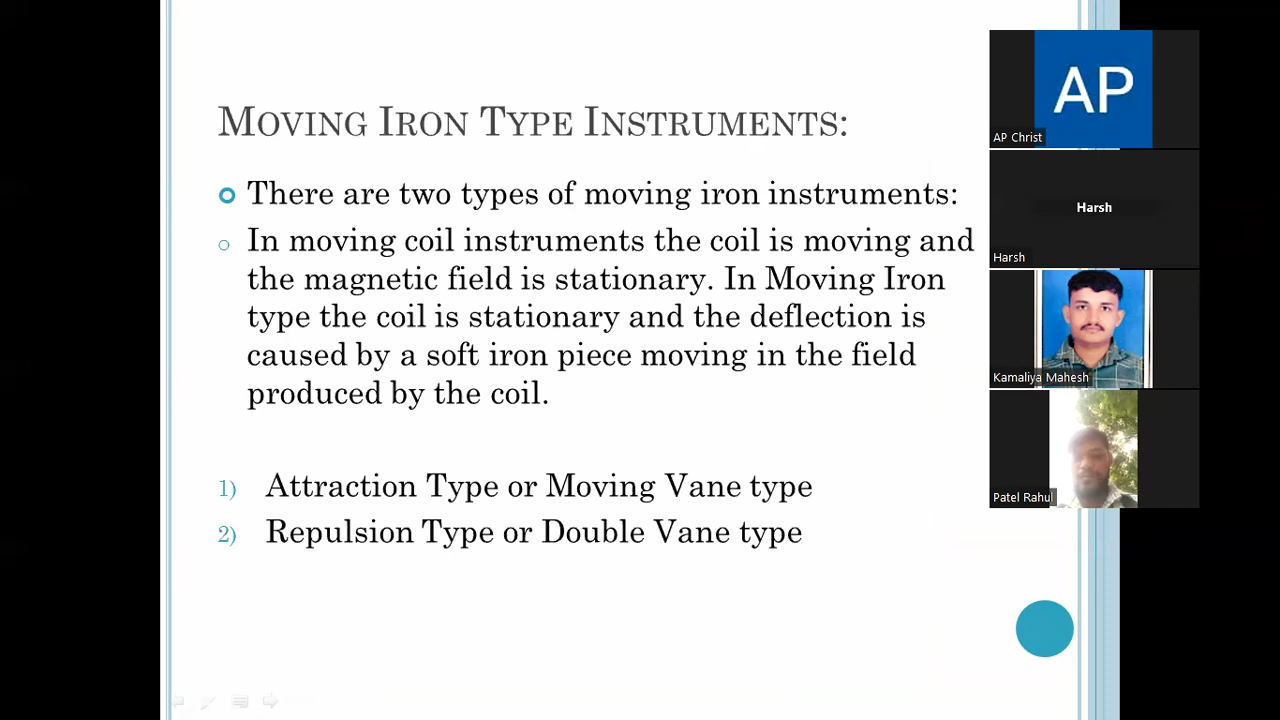 MOVING IRON TYPE INSTRUMENTS:
There are two types of moving iron instruments:
In moving coil instruments the coil is moving and
the magnetic field is stationary. In Moving Iron
type the coil is stationary and the deflection is
caused by a soft iron piece moving in the field
produced by the coil.
1) Attraction Type or Moving Vane type
2) Repulsion Type or Double Vane type
AP
AP Christ
Harsh
Harsh
Kamaliya Mahesh
Patel Rahul